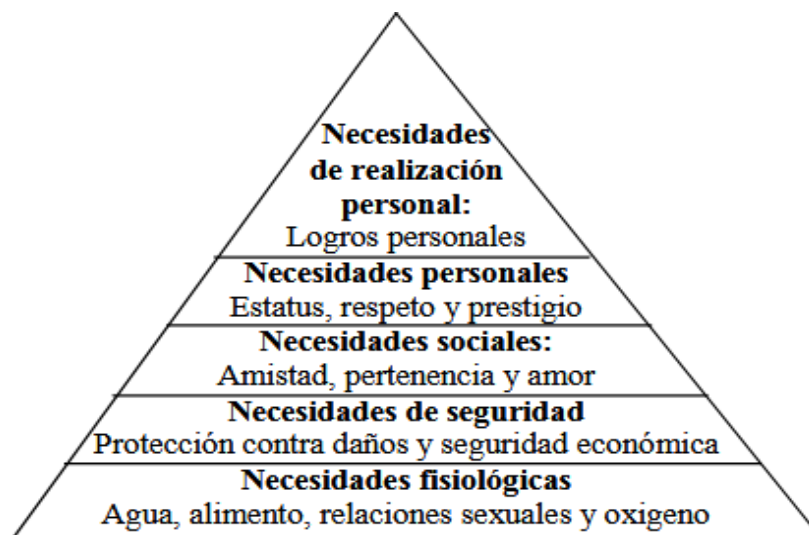 Necesidades
de realización
personal:
Logros personales
Necesidades personales
Estatus, respeto y prestigio
Necesidades sociales:
Amistad, pertenencia y amor
Necesidades de seguridad
Protección contra daños y seguridad económica
Necesidades fisiológicas
Agua, alimento, relaciones sexuales y oxigeno